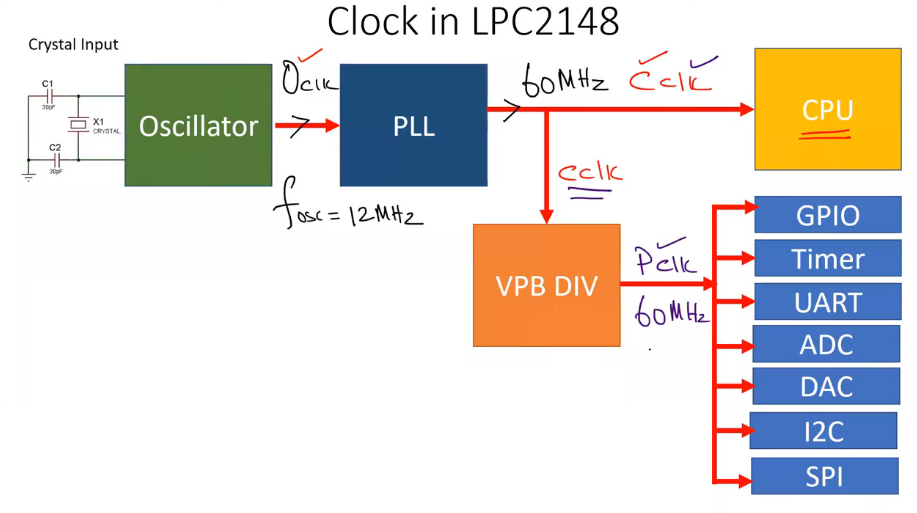 Clock in LPC2148
Crystal Input
C1
30pF
X1
CRYSTAL
C2
30pF
Oscillator
Oclk
fosc = 12MHz
PLL
60MHz
Cclk
CPU
cclk
VPB DIV
Pclk
60MHz
GPIO
Timer
UART
ADC
DAC
I2C
SPI